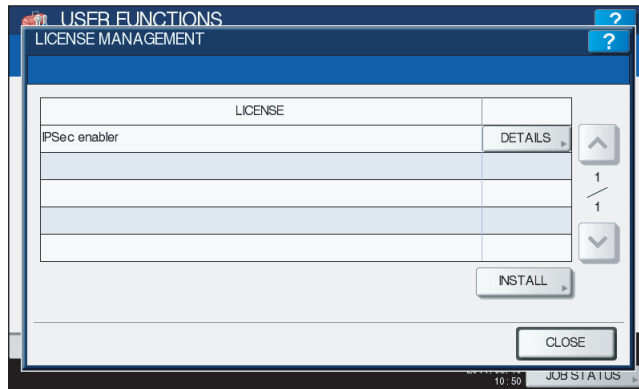 USER FUNCTIONS
?
LICENSE MANAGEMENT
?
LICENSE
IPSec enabler
DETAILS
1
1
INSTALL
CLOSE
10:50
JOB STATUS